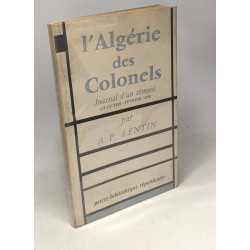 l'Algérie
des
Colonels
Journal d'un témoin
par
A. P. LENTIN
petite bibliothèque républicaine